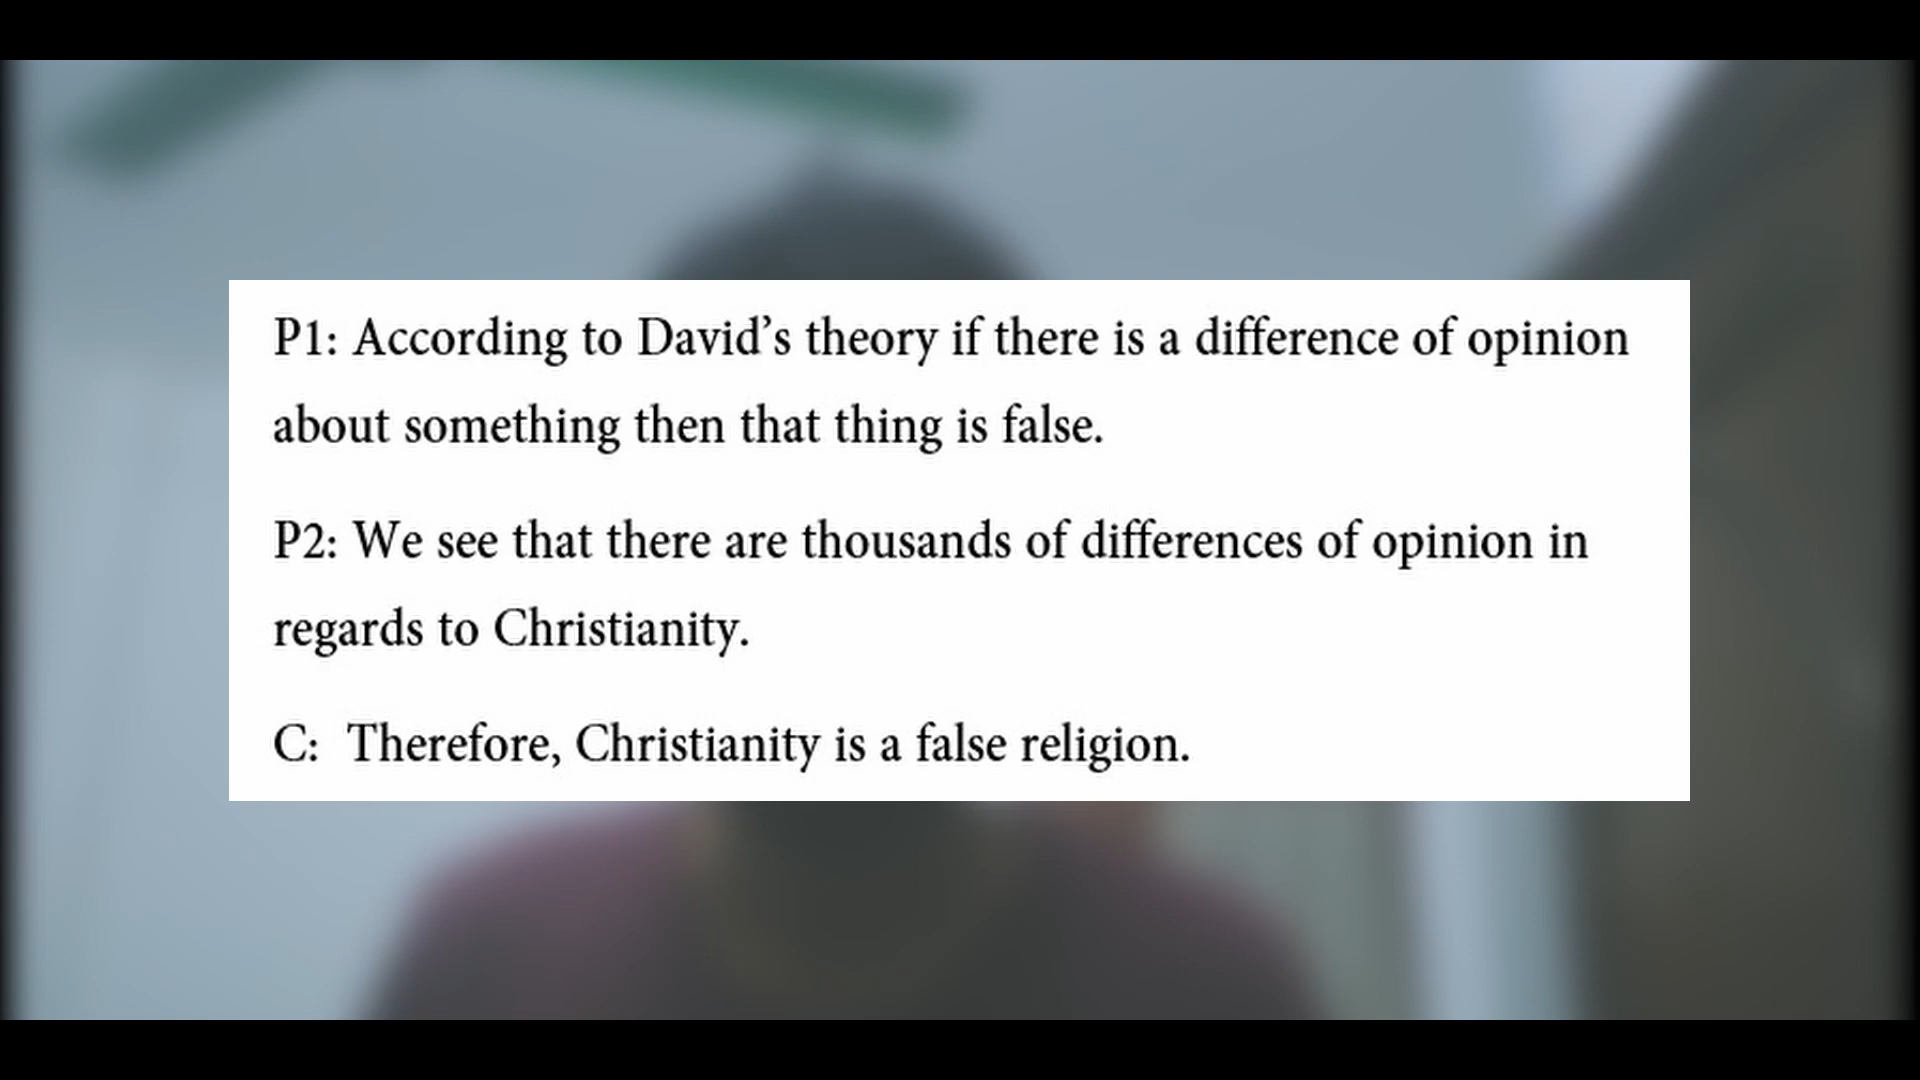 P1: According to David’s theory if there is a difference of opinion
about something then that thing is false.
P2: We see that there are thousands of differences of opinion in
regards to Christianity.
C: Therefore, Christianity is a false religion.